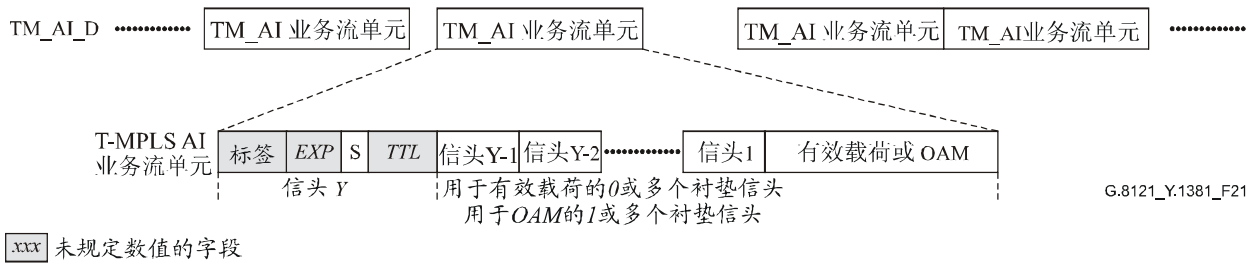 TM_AI_D TM_AI 业务流单元 TM_AI 业务流单元 TM_AI 业务流单元 TM_AI业务流单元
T-MPLS AI
业务流单元
标签 EXP S TTL 信头Y-1 信头Y-2 信头1 有效载荷或 OAM
信头 Y 用于有效载荷的0或多个衬垫信头
用于OAM的1或多个衬垫信头
G.8121_Y.1381_F21
xxx 未规定数值的字段